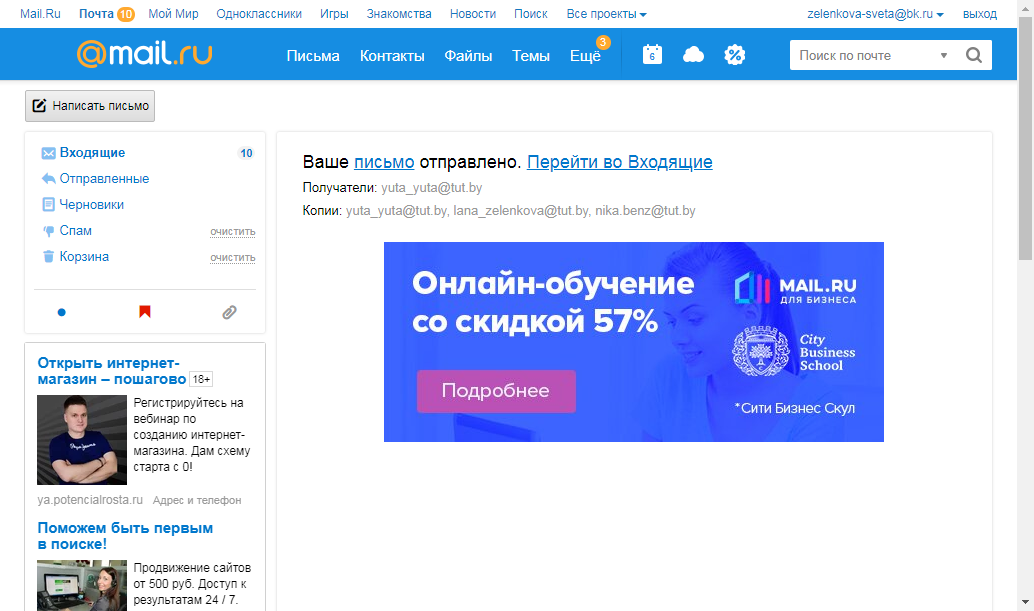 Mail.Ru Почта 10 Мой Мир Одноклассники Игры Знакомства Новости Поиск Все проекты zelenkova-sveta@bk.ru выход
@mail.ru Письма Контакты Файлы Темы Ещё 3 6 % Поиск по почте
Написать письмо
Входящие 10
Отправленные
Черновики
Спам очистить
Корзина очистить
Открыть интернет-
магазин – пошагово 18+
Регистрируйтесь на
вебинар по
созданию интернет-
магазина. Дам схему
старта с 0!
ya.potencialrosta.ru Адрес и телефон
Поможем быть первым
в поиске!
Продвижение сайтов
от 500 руб. Доступ к
результатам 24 / 7.
Ваше письмо отправлено. Перейти во Входящие
Получатели: yuta_yuta@tut.by
Копии: yuta_yuta@tut.by, lana_zelenkova@tut.by, nika.benz@tut.by
Онлайн-обучение
со скидкой 57%
Подробнее
MAIL.RU
ДЛЯ БИЗНЕСА
City
Business
School
*Сити Бизнес Скул